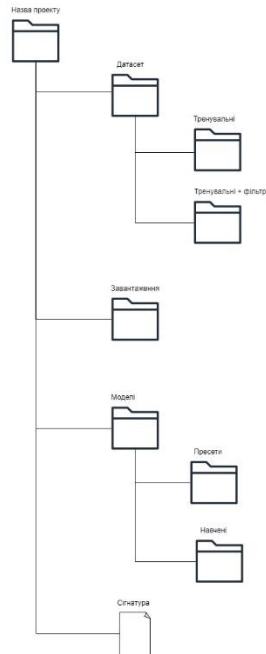 Назва проекту
Датасет
Тренувальні
Тренувальні + фільтр
Завантаження
Моделі
Пресети
Навчені
Сігнатура